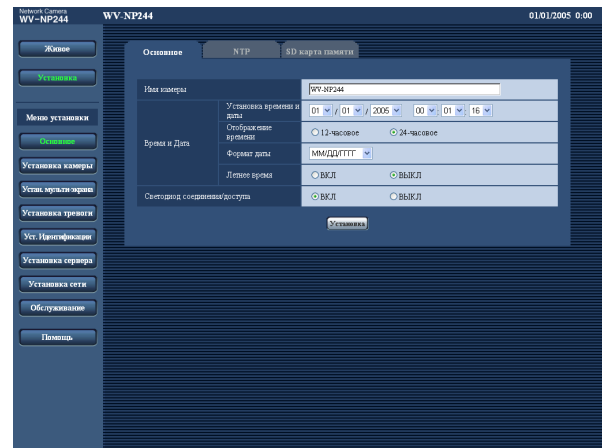 Network Camera
WV-NP244
WV-NP244
01/01/2005 0:00
Живое
Установка
Меню установки
Основное
Установка камеры
Устан. мульти-экрана
Установка тревоги
Уст. Идентификации
Установка сервера
Установка сети
Обслуживание
Помощь
Основное
NTP
SD карта памяти
Имя камеры
WV-NP244
Время и Дата
Установка времени и даты
01 / 01 / 2005 00 : 01 : 16
Отображение времени
12-часовое 24-часовое
Формат даты
ММ/ДД/ГГГГ
Летнее время
ВКЛ ВЫКЛ
Светодиод соединения/доступа
ВКЛ ВЫКЛ
Установка